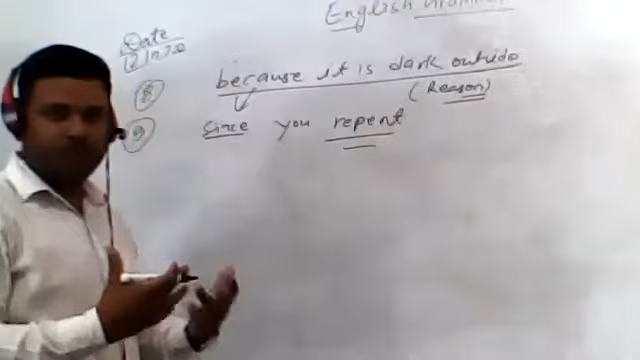 English Grammar
Date
(8) because it is dark outside
(Reason)
(9) since you repent